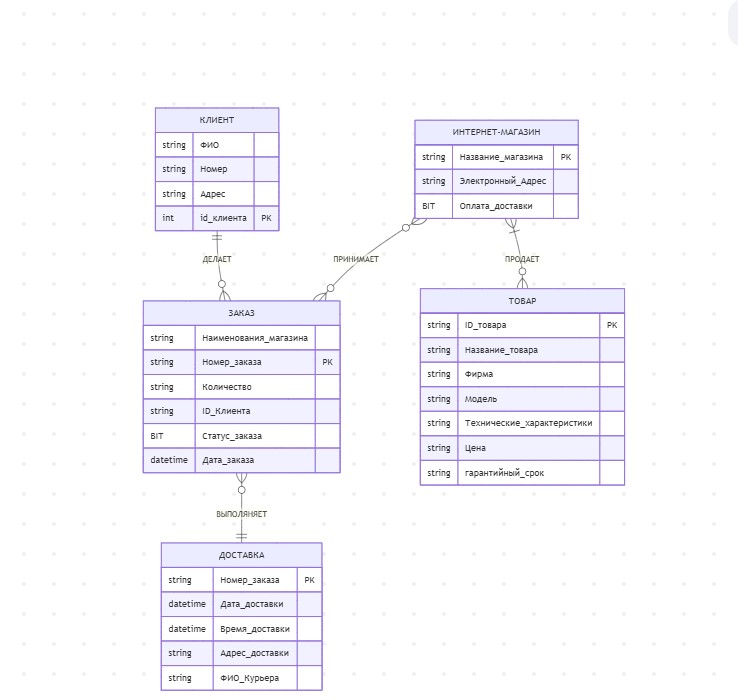 КЛИЕНТ
string ФИО
string Номер
string Адрес
int id_клиента PK
ИНТЕРНЕТ-МАГАЗИН
string Название_магазина PK
string Электронный_Адрес
BIT Оплата_доставки
ДЕЛАЕТ
ПРИНИМАЕТ
ПРОДАЕТ
ЗАКАЗ
string Наименования_магазина
string Номер_заказа PK
string Количество
string ID_Клиента
BIT Статус_заказа
datetime Дата_заказа
ТОВАР
string ID_товара PK
string Название_товара
string Фирма
string Модель
string Технические_характеристики
string Цена
string гарантийный_срок
ВЫПОЛЯНЯЕТ
ДОСТАВКА
string Номер_заказа PK
datetime Дата_доставки
datetime Время_доставки
string Адрес_доставки
string ФИО_Курьера